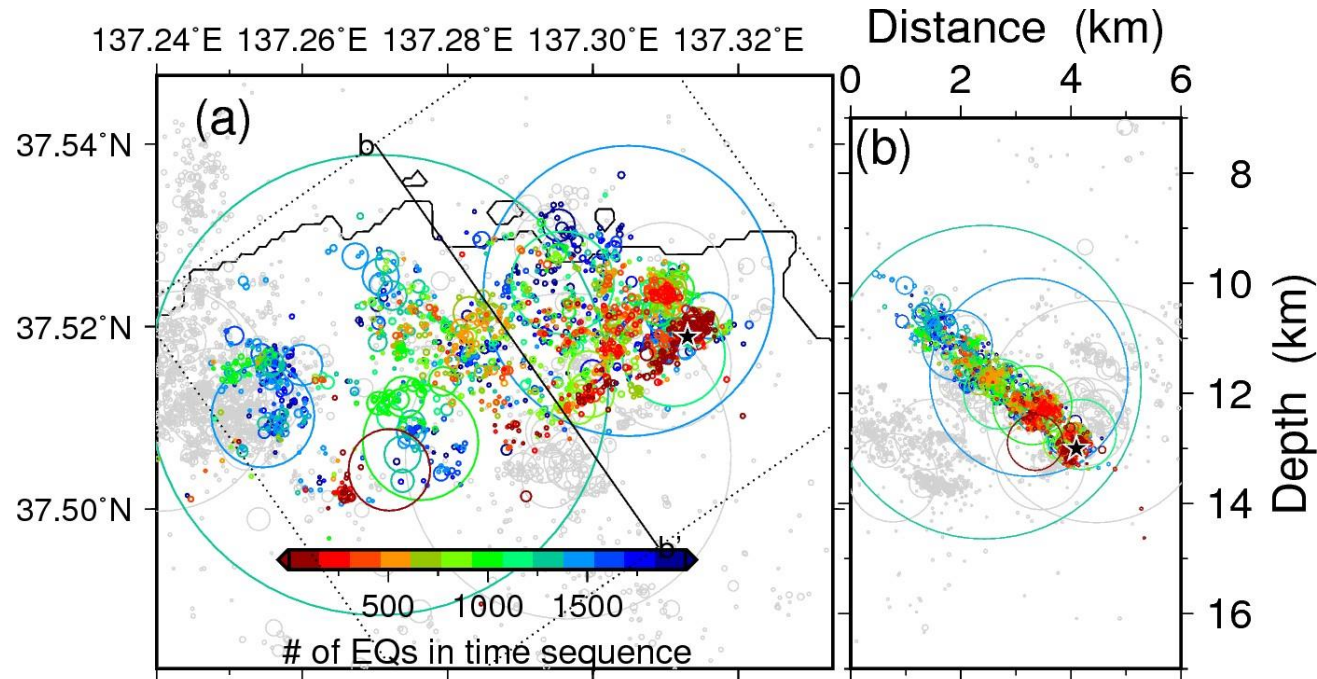 137.24˚E 137.26˚E 137.28˚E 137.30˚E 137.32˚E
Distance (km)
0 2 4 6
(a)
(b)
b
b'
37.54˚N
37.52˚N
37.50˚N
8
10
12
14
16
Depth (km)
500 1000 1500
# of EQs in time sequence